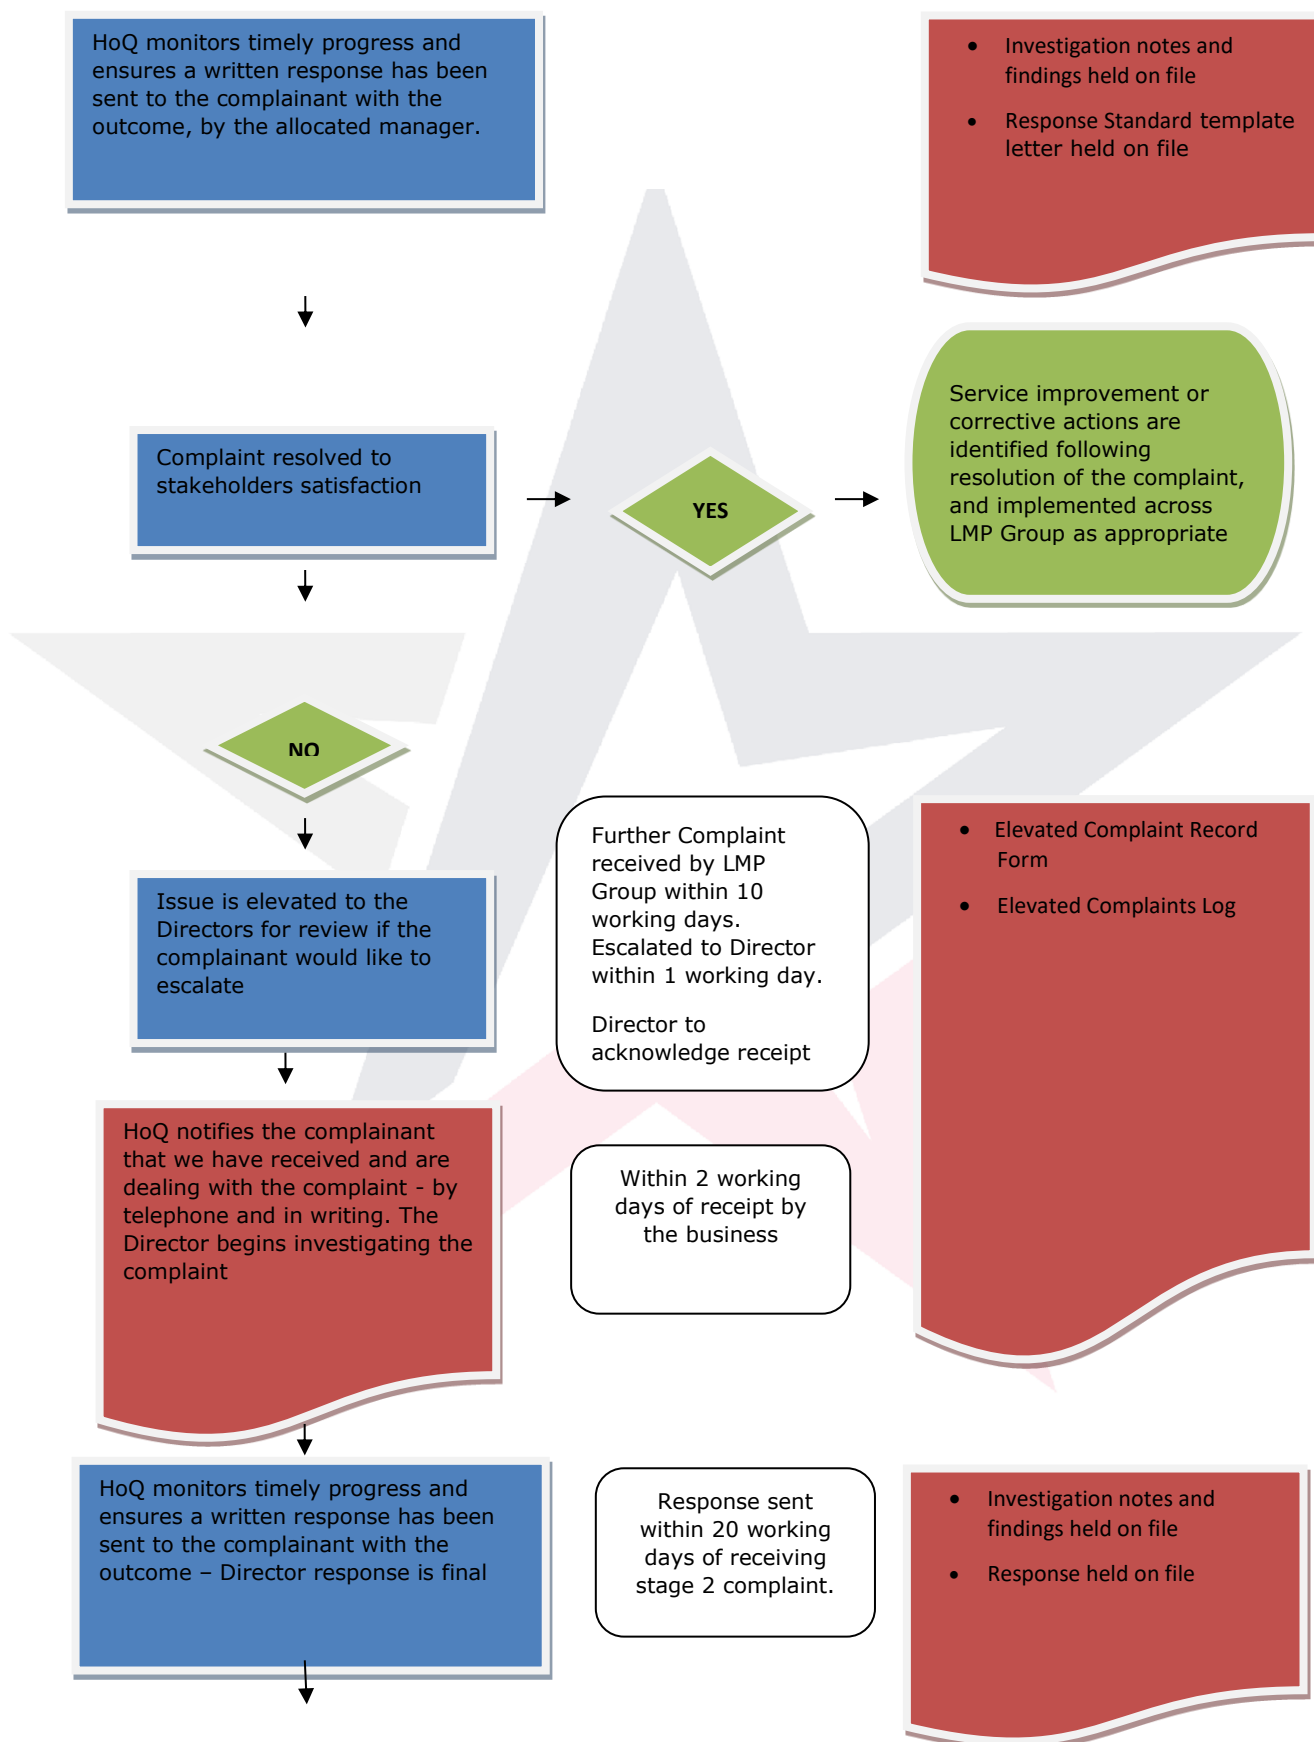 HoQ monitors timely progress and
ensures a written response has been
sent to the complainant with the
outcome, by the allocated manager.
• Investigation notes and
findings held on file
• Response Standard template
letter held on file
Complaint resolved to
stakeholders satisfaction
YES
Service improvement or
corrective actions are
identified following
resolution of the complaint,
and implemented across
LMP Group as appropriate
NO
Issue is elevated to the
Directors for review if the
complainant would like to
escalate
Further Complaint
received by LMP
Group within 10
working days.
Escalated to Director
within 1 working day.
Director to
acknowledge receipt
• Elevated Complaint Record
Form
• Elevated Complaints Log
HoQ notifies the complainant
that we have received and are
dealing with the complaint - by
telephone and in writing. The
Director begins investigating the
complaint
Within 2 working
days of receipt by
the business
HoQ monitors timely progress and
ensures a written response has been
sent to the complainant with the
outcome – Director response is final
Response sent
within 20 working
days of receiving
stage 2 complaint.
• Investigation notes and
findings held on file
• Response held on file